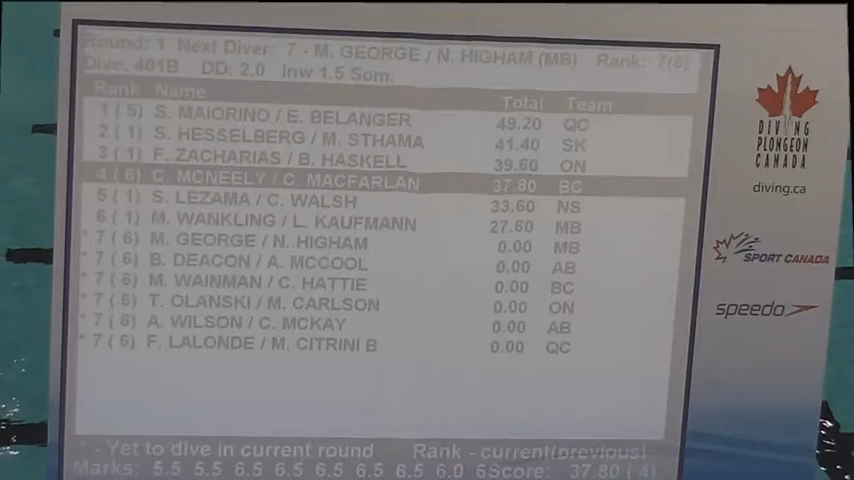 Round: 1 Next Diver: 7 - M. GEORGE / N. HIGHAM (MB) Rank: 7(6)
Dive: 401B DD: 2.0 Inw 1.5 Som.
Rank Name Total Team
1 (5) S. MAIORINO / E. BELANGER 49.20 QC
2 (1) S. HESSELBERG / M. STHAMA 41.40 SK
3 (1) F. ZACHARIAS / B. HASKELL 39.60 ON
4 (6) C. MCNEELY / C. MACFARLAN 37.80 BC
5 (1) S. LEZAMA / C. WALSH 33.60 NS
6 (1) M. WANKLING / L. KAUFMANN 27.60 MB
* 7 (6) M. GEORGE / N. HIGHAM 0.00 MB
* 7 (6) B. DEACON / A. MCCOOL 0.00 AB
* 7 (6) M. WAINMAN / C. HATTIE 0.00 BC
* 7 (6) T. OLANSKI / M. CARLSON 0.00 ON
* 7 (6) A. WILSON / C. MCKAY 0.00 AB
* 7 (6) F. LALONDE / M. CITRINI B 0.00 QC
* - Yet to dive in current round Rank - current(previous)
Marks: 5.5 5.5 6.5 6.5 6.5 6.5 6.5 6.0 6Score: 37.80 ( 4)
DIVING
PLONGEON
CANADA
diving.ca
SPORT CANADA
speedo